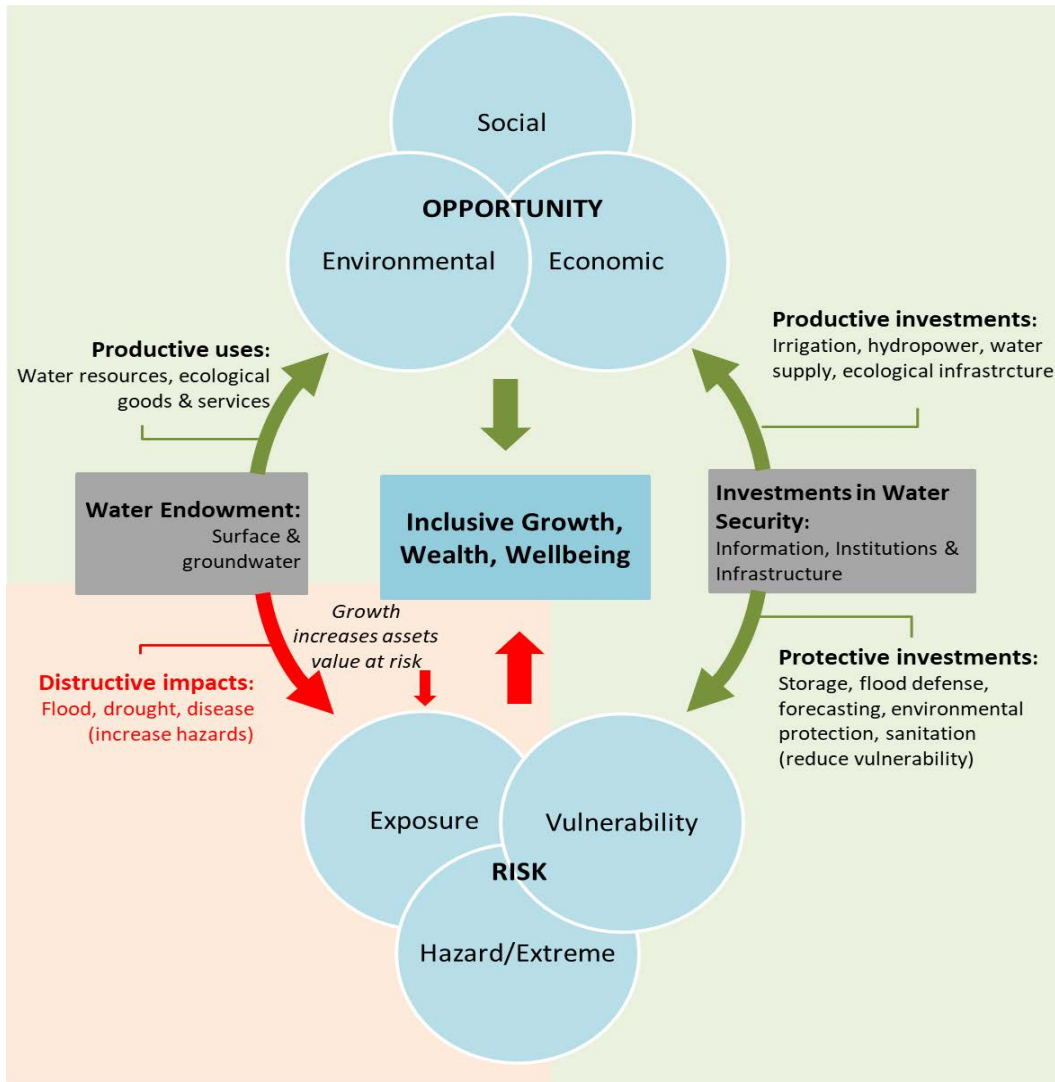 Social
OPPORTUNITY
Environmental
Economic
Productive uses:
Water resources, ecological
goods & services
Productive investments:
Irrigation, hydropower, water
supply, ecological infrastrcture
Water Endowment:
Surface &
groundwater
Inclusive Growth,
Wealth, Wellbeing
Investments in Water
Security:
Information, Institutions &
Infrastructure
Growth
increases assets
value at risk
Distructive impacts:
Flood, drought, disease
(increase hazards)
Protective investments:
Storage, flood defense,
forecasting, environmental
protection, sanitation
(reduce vulnerability)
Exposure
Vulnerability
RISK
Hazard/Extreme